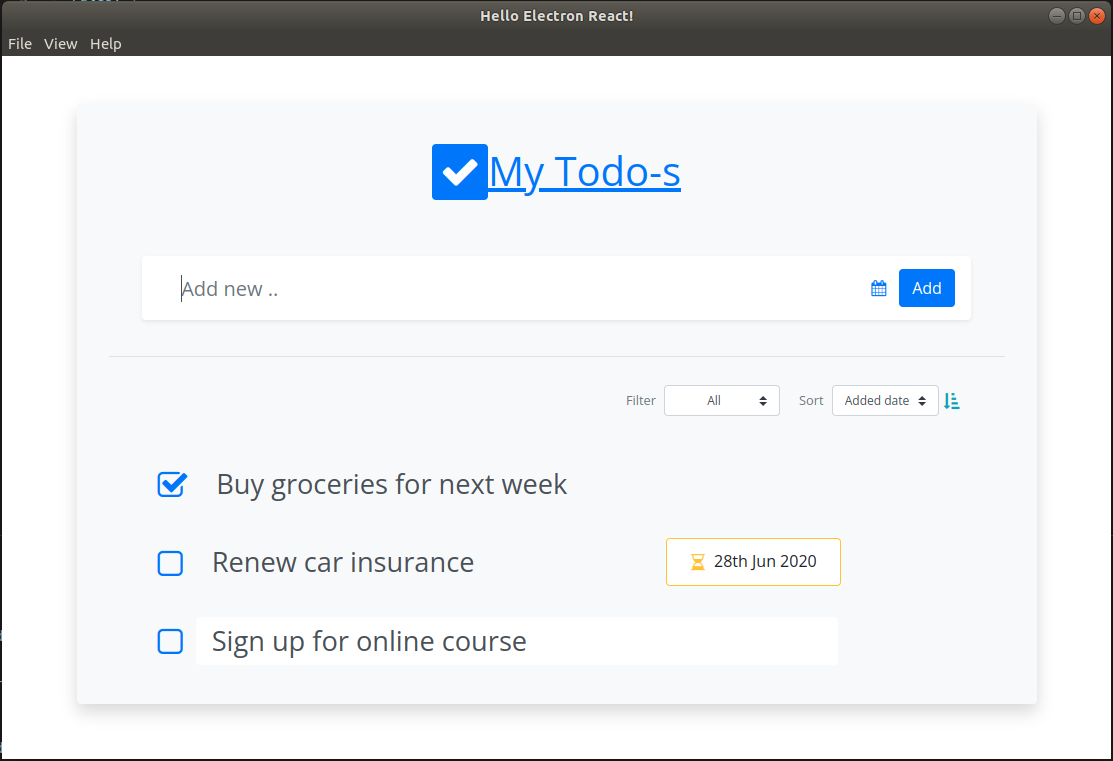 Hello Electron React!
File View Help
My Todo-s
Add new .. Add
Filter All Sort Added date
Buy groceries for next week
Renew car insurance 28th Jun 2020
Sign up for online course